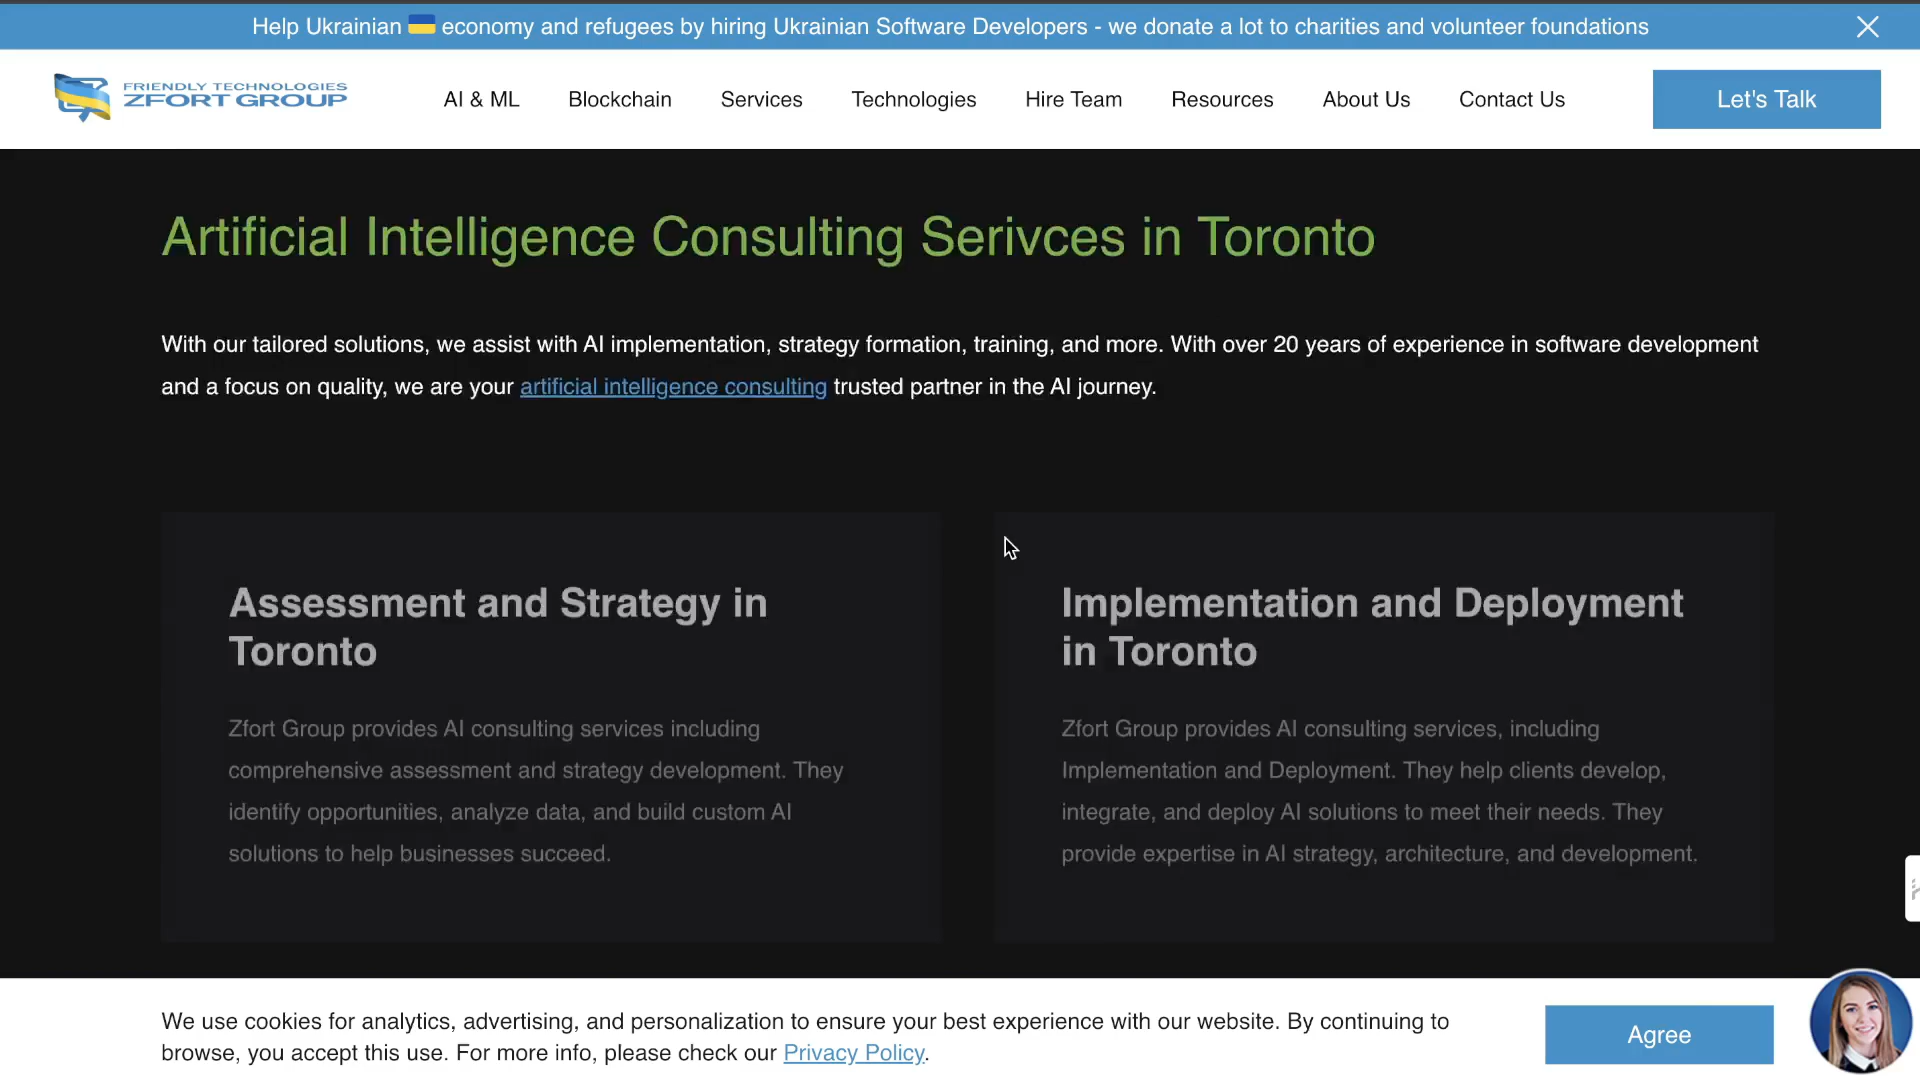 Help Ukrainian 🇺🇦 economy and refugees by hiring Ukrainian Software Developers - we donate a lot to charities and volunteer foundations
FRIENDLY TECHNOLOGIES
ZFORT GROUP
AI & ML
Blockchain
Services
Technologies
Hire Team
Resources
About Us
Contact Us
Let's Talk
Artificial Intelligence Consulting Serivces in Toronto
With our tailored solutions, we assist with AI implementation, strategy formation, training, and more. With over 20 years of experience in software development
and a focus on quality, we are your artificial intelligence consulting trusted partner in the AI journey.
Assessment and Strategy in
Toronto
Zfort Group provides AI consulting services including
comprehensive assessment and strategy development. They
identify opportunities, analyze data, and build custom AI
solutions to help businesses succeed.
Implementation and Deployment
in Toronto
Zfort Group provides AI consulting services, including
Implementation and Deployment. They help clients develop,
integrate, and deploy AI solutions to meet their needs. They
provide expertise in AI strategy, architecture, and development.
We use cookies for analytics, advertising, and personalization to ensure your best experience with our website. By continuing to
browse, you accept this use. For more info, please check our Privacy Policy.
Agree